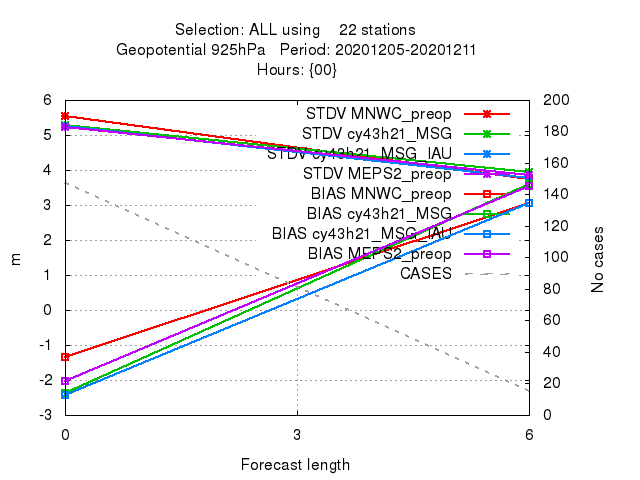 Selection: ALL using 22 stations
Geopotential 925hPa Period: 20201205-20201211
Hours: {00}
STDV MNWC_preop
STDV cy43h21_MSG
STDV cy43h21_MSG_IAU
STDV MEPS2_preop
BIAS MNWC_preop
BIAS cy43h21_MSG
BIAS cy43h21_MSG_IAU
BIAS MEPS2_preop
CASES
6
5
4
3
2
1
0
-1
-2
-3
m
200
180
160
140
120
100
80
60
40
20
0
No cases
0 3 6
Forecast length